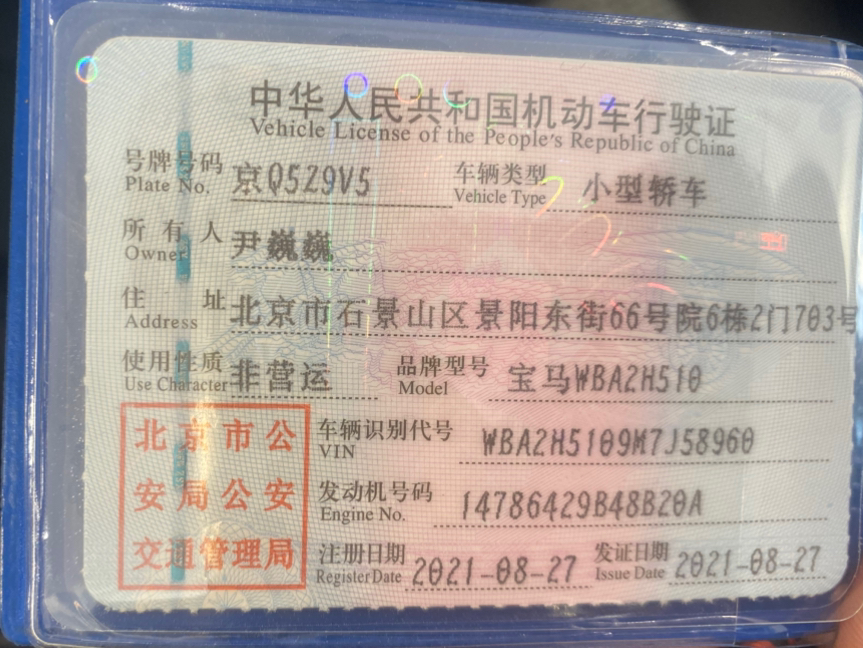 中华人民共和国机动车行驶证
Vehicle License of the People's Republic of China
号牌号码 京Q5Z9V5 车辆类型 小型轿车
Plate No. Vehicle Type
所有人 尹巍巍
Owner
住址 北京市石景山区景阳东街66号院6栋2门703号
Address
使用性质 非营运 品牌型号 宝马WBA2H510
Use Character Model
北京市公 车辆识别代号 WBA2H5109M7J58960
VIN
安局公安 发动机号码 14786429B48B20A
Engine No.
交通管理局 注册日期 2021-08-27 发证日期 2021-08-27
Register Date Issue Date